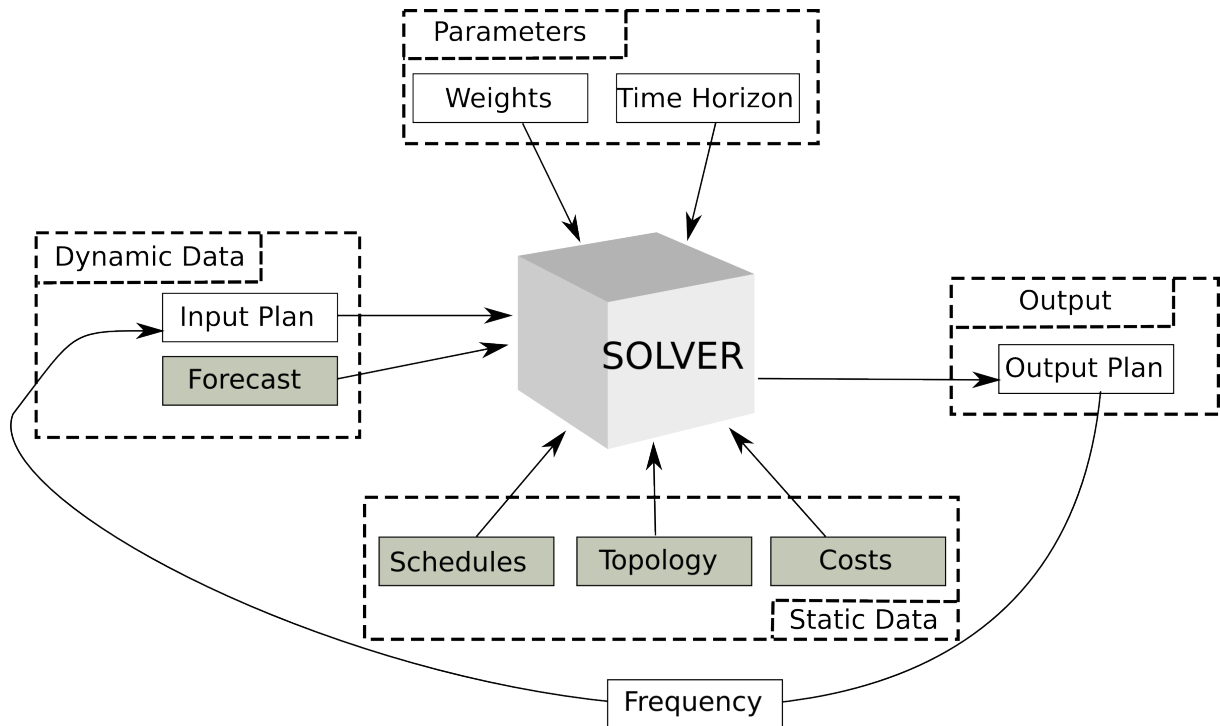 Parameters
Weights
Time Horizon
Dynamic Data
Input Plan
Forecast
SOLVER
Output
Output Plan
Schedules
Topology
Costs
Static Data
Frequency